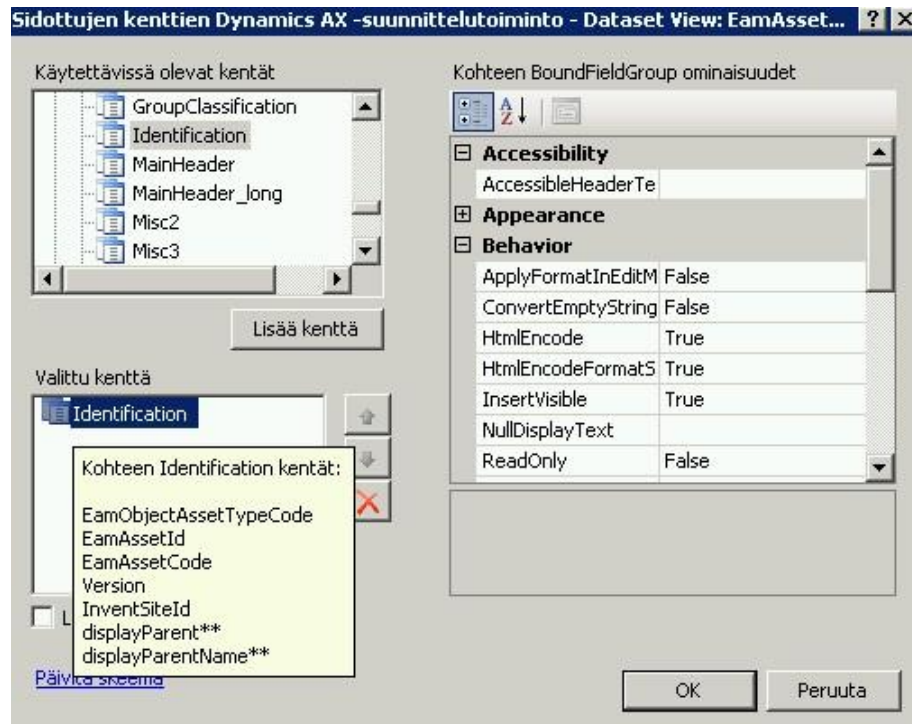 Sidottujen kenttien Dynamics AX -suunnittelutoiminto - Dataset View: EamAsset...
Käytettävissä olevat kentät
GroupClassification
Identification
MainHeader
MainHeader_long
Misc2
Misc3
Lisää kenttä
Valittu kenttä
Identification
Kohteen Identification kentät:
EamObjectAssetTypeCode
EamAssetId
EamAssetCode
Version
InventSiteId
displayParent**
displayParentName**
L
Päivitä skeema
Kohteen BoundFieldGroup ominaisuudet
Accessibility
AccessibleHeaderTe
Appearance
Behavior
ApplyFormatInEditM False
ConvertEmptyString False
HtmlEncode True
HtmlEncodeFormatS True
InsertVisible True
NullDisplayText
ReadOnly False
OK Peruuta